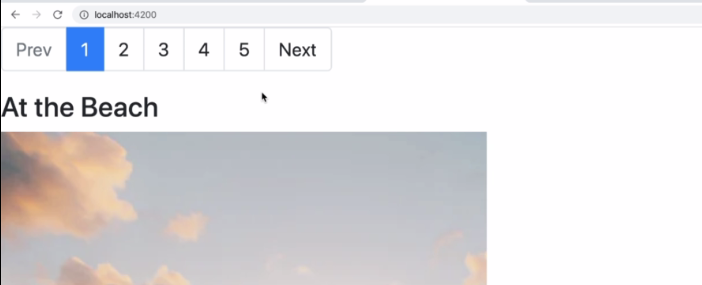 localhost:4200
Prev 1 2 3 4 5 Next
At the Beach